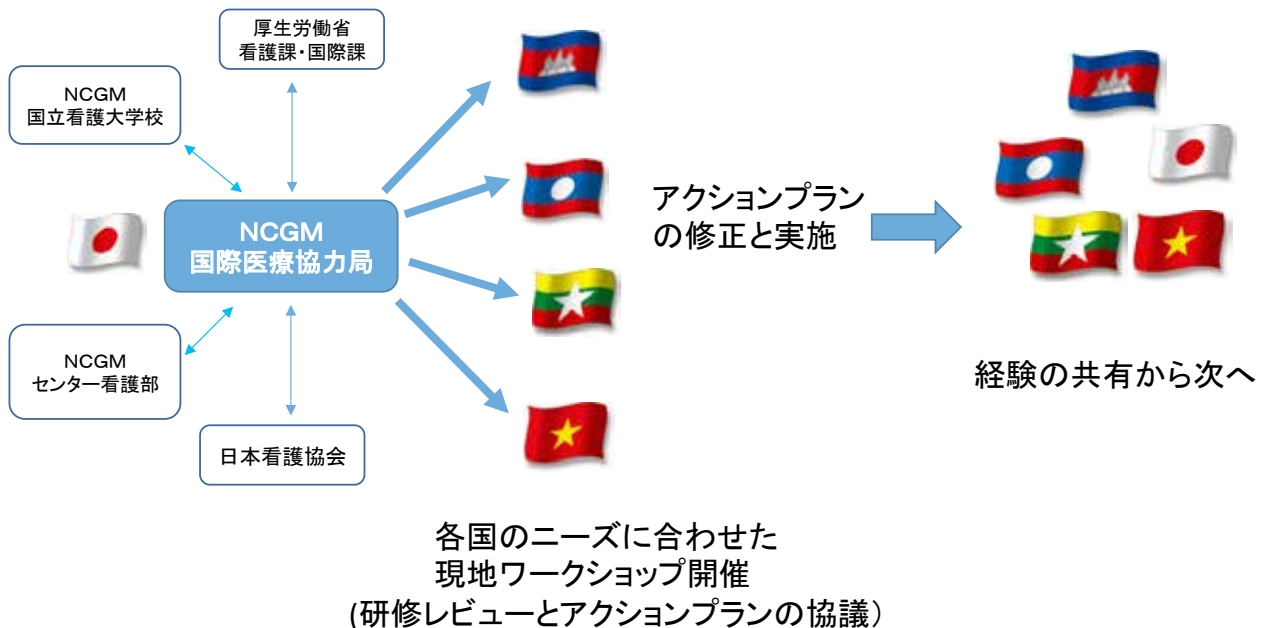 厚生労働省
看護課・国際課
NCGM
国立看護大学校
NCGM
国際医療協力局
NCGM
センター看護部
日本看護協会
アクションプラン
の修正と実施
経験の共有から次へ
各国のニーズに合わせた
現地ワークショップ開催
(研修レビューとアクションプランの協議）